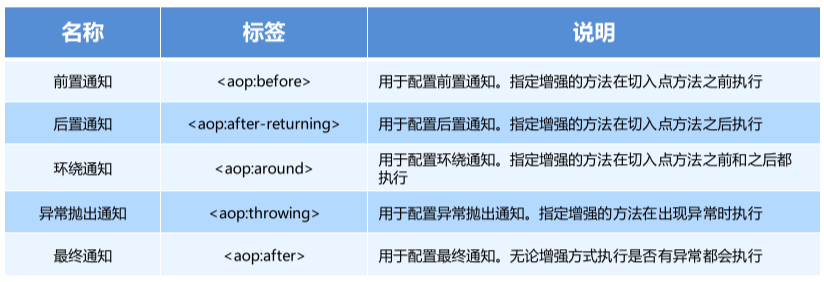 名称 标签 说明
前置通知 <aop:before> 用于配置前置通知。指定增强的方法在切入点方法之前执行
后置通知 <aop:after-returning> 用于配置后置通知。指定增强的方法在切入点方法之后执行
环绕通知 <aop:around> 用于配置环绕通知。指定增强的方法在切入点方法之前和之后都
执行
异常抛出通知 <aop:throwing> 用于配置异常抛出通知。指定增强的方法在出现异常时执行
最终通知 <aop:after> 用于配置最终通知。无论增强方式执行是否有异常都会执行